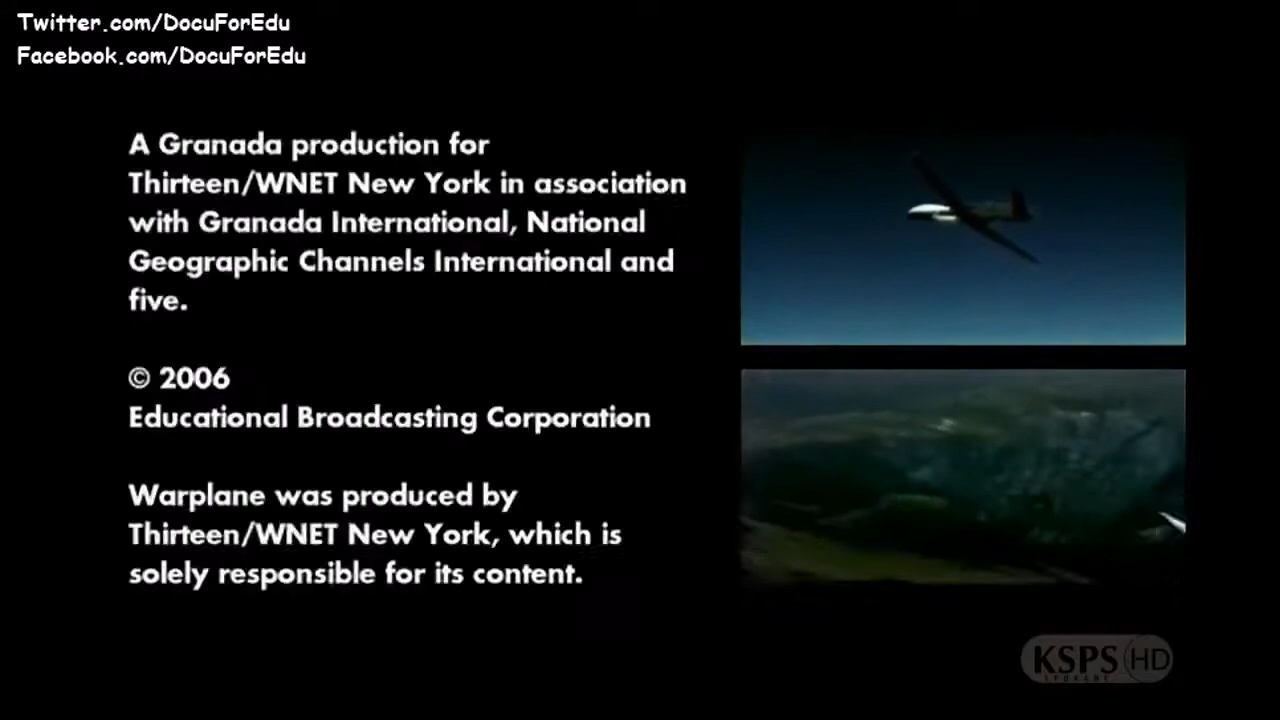 Twitter.com/DocuForEdu
Facebook.com/DocuForEdu
A Granada production for
Thirteen/WNET New York in association
with Granada International, National
Geographic Channels International and
five.
© 2006
Educational Broadcasting Corporation
Warplane was produced by
Thirteen/WNET New York, which is
solely responsible for its content.
KSPS HD
SPOKANE